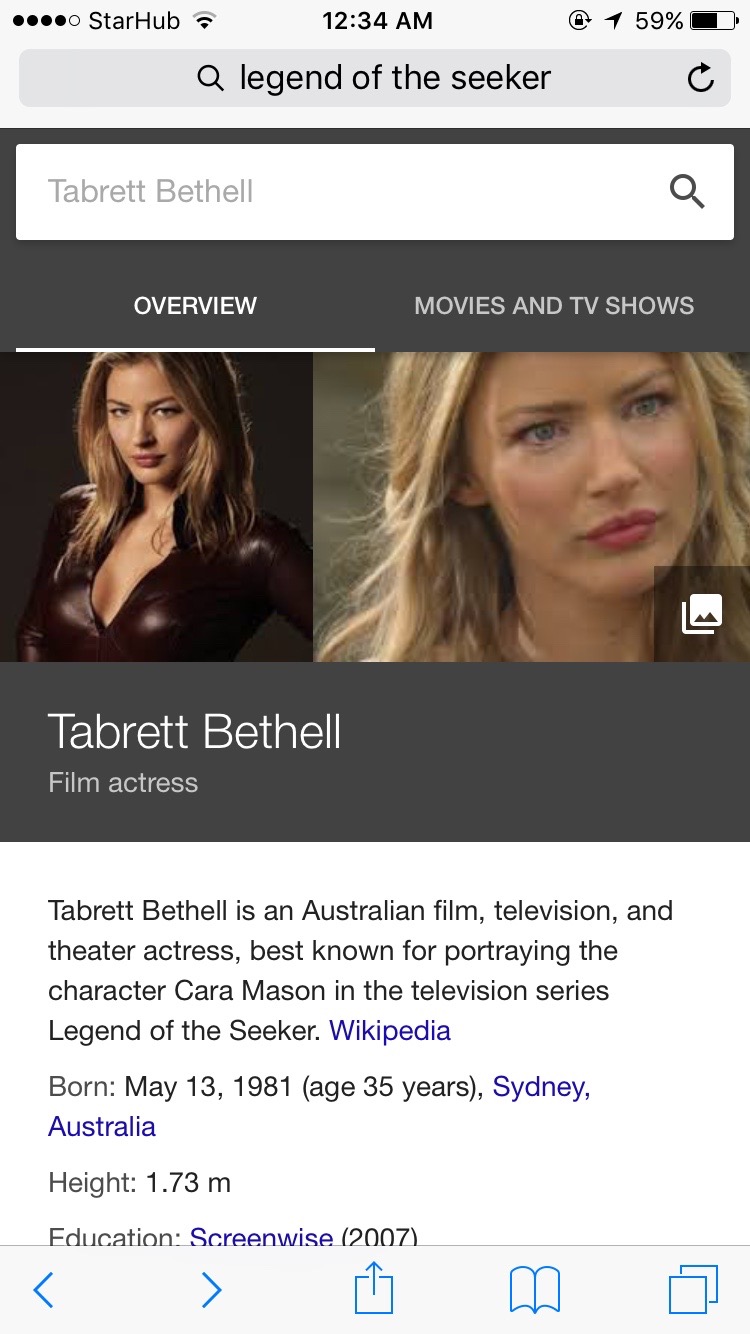 StarHub 12:34 AM 59%
legend of the seeker
Tabrett Bethell
OVERVIEW MOVIES AND TV SHOWS
Tabrett Bethell
Film actress
Tabrett Bethell is an Australian film, television, and
theater actress, best known for portraying the
character Cara Mason in the television series
Legend of the Seeker. Wikipedia
Born: May 13, 1981 (age 35 years), Sydney,
Australia
Height: 1.73 m
Education: Screenwise (2007)